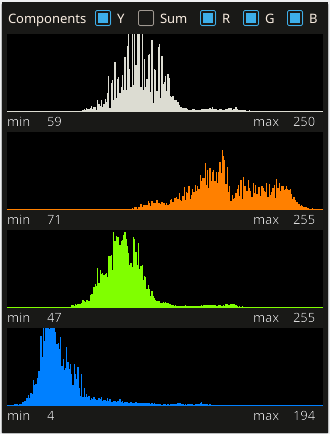 Components Y Sum R G B
min 59 max 250
min 71 max 255
min 47 max 255
min 4 max 194